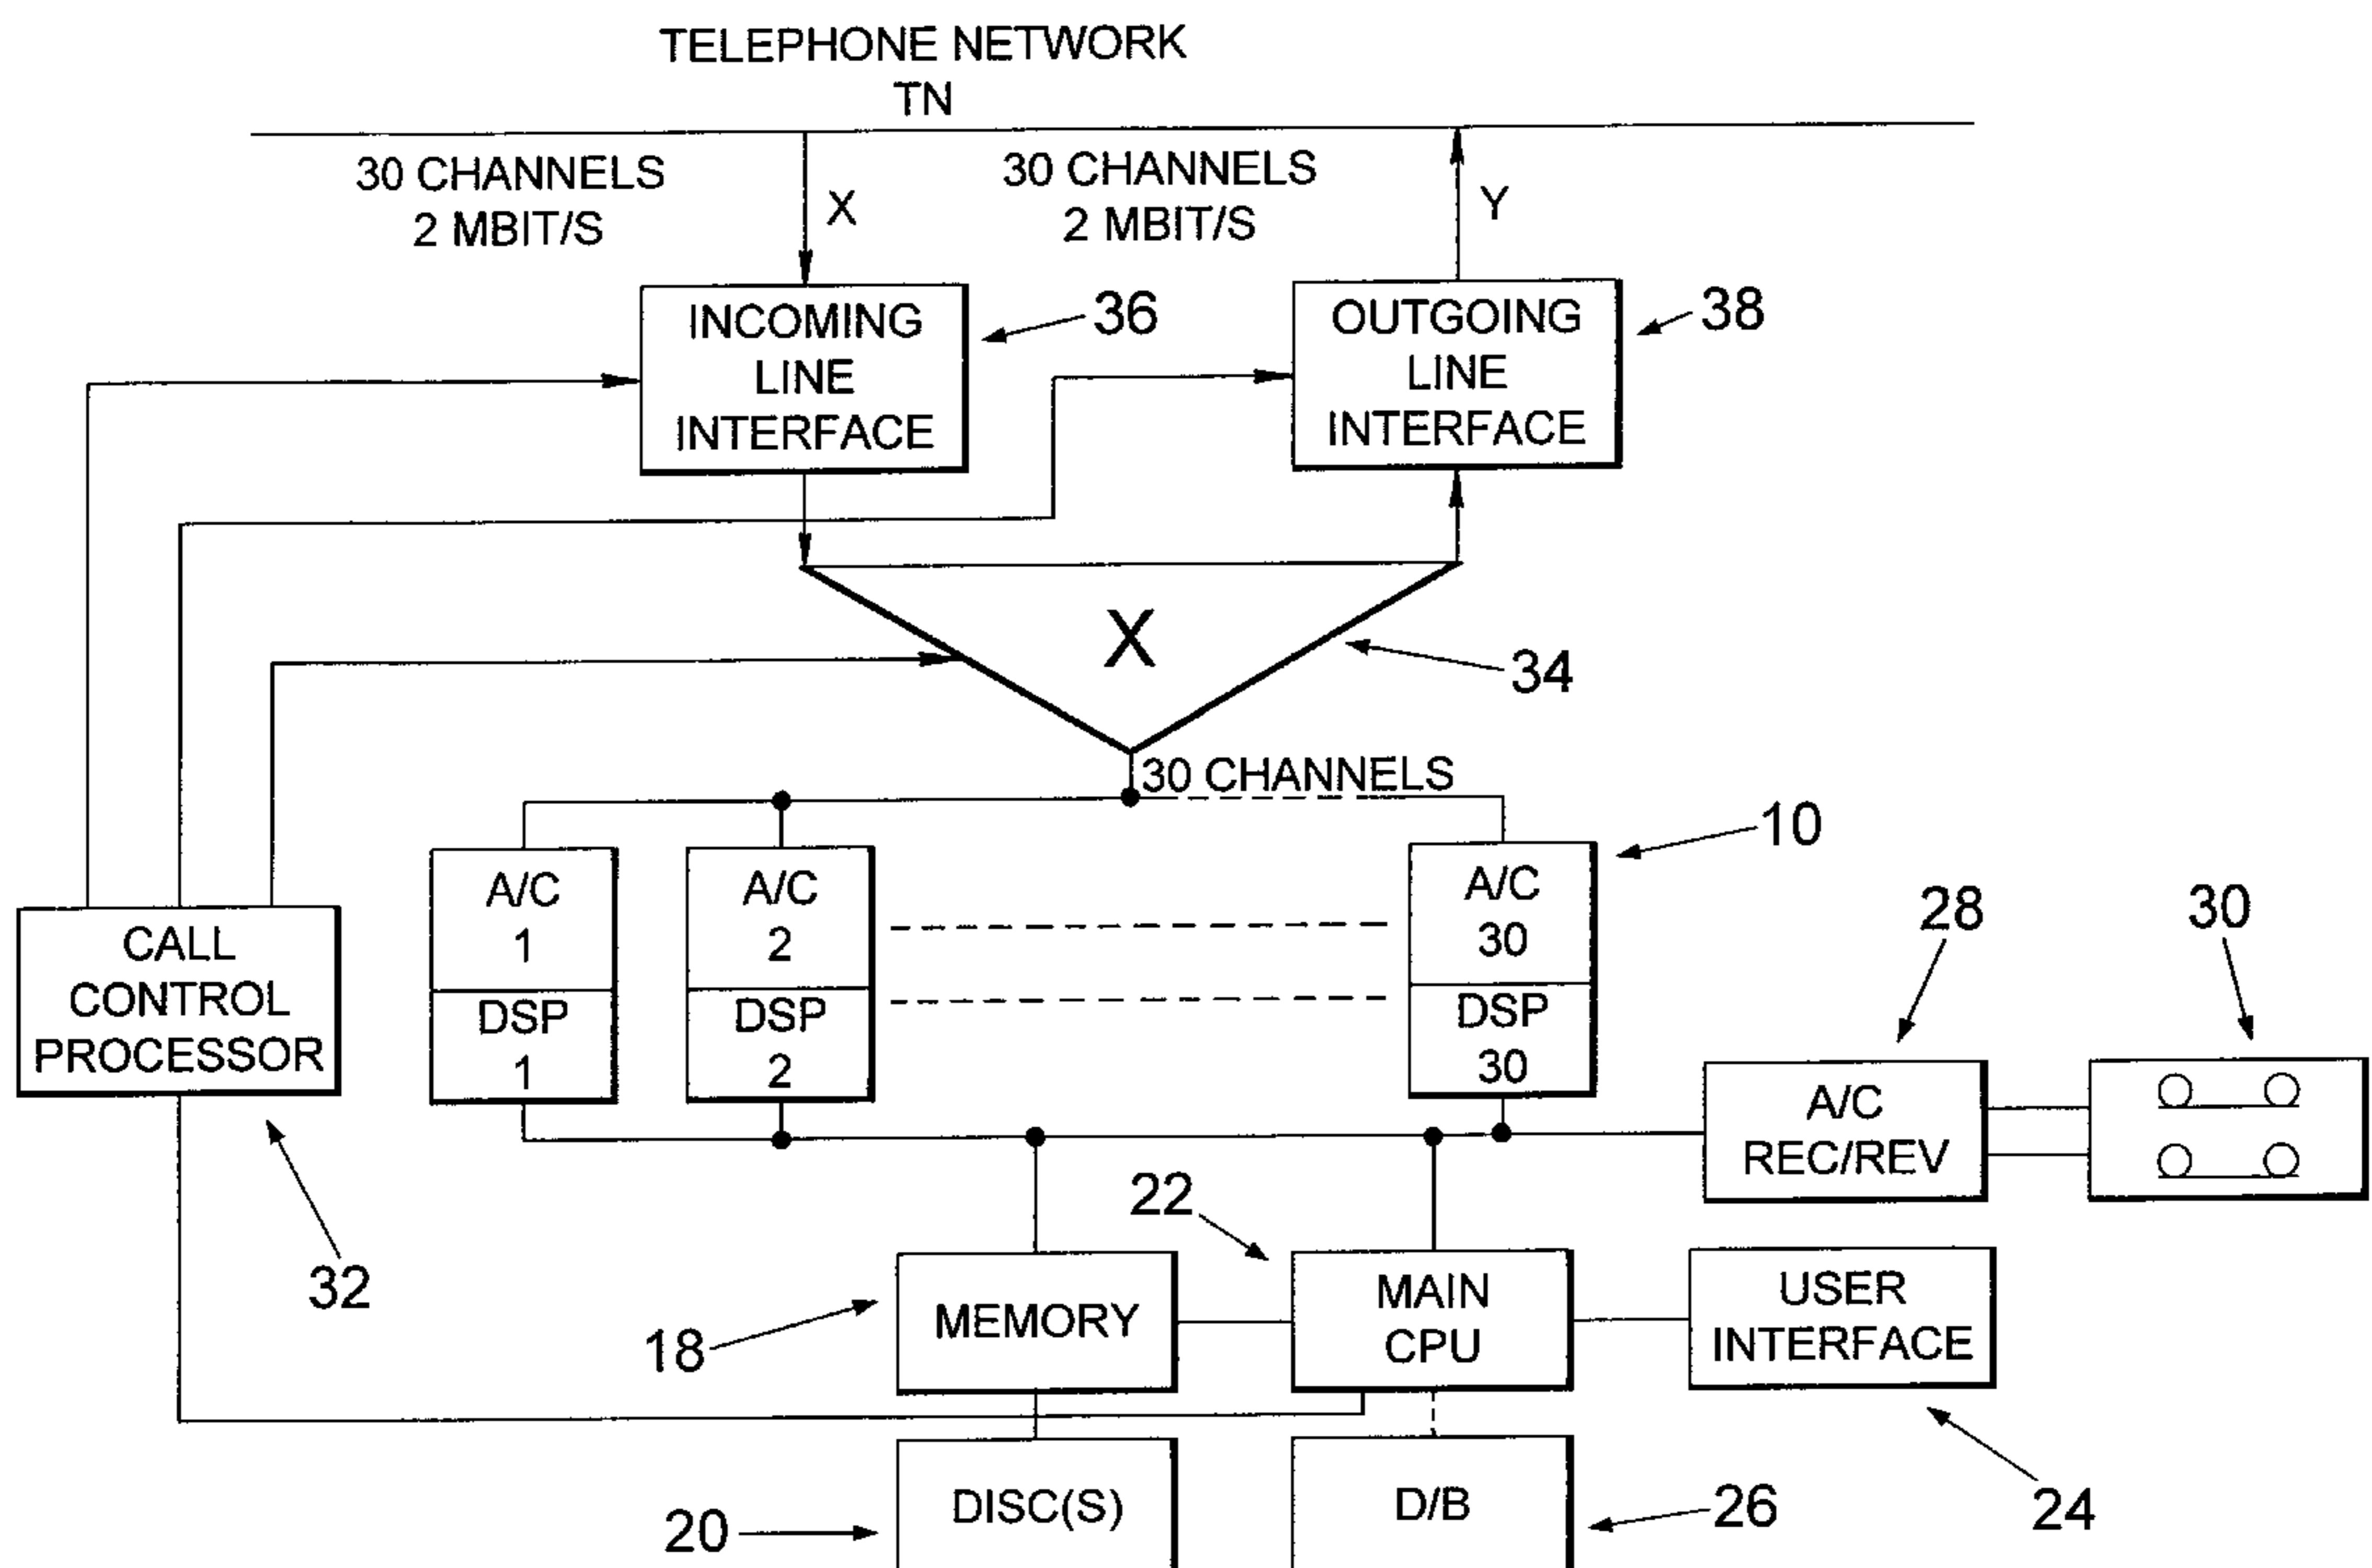 TELEPHONE NETWORK
TN
30 CHANNELS
2 MBIT/S
X
30 CHANNELS
2 MBIT/S
Y
INCOMING
LINE
INTERFACE
36
OUTGOING
LINE
INTERFACE
38
X
34
30 CHANNELS
10
A/C
1
DSP
1
A/C
2
DSP
2
A/C
30
DSP
30
28
30
CALL
CONTROL
PROCESSOR
32
A/C
REC/REV
22
18
MEMORY
MAIN
CPU
USER
INTERFACE
24
20
DISC(S)
D/B
26